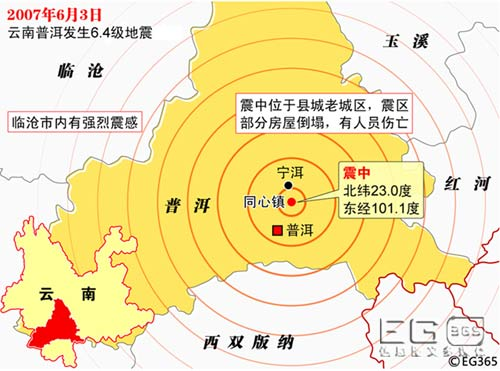 2007年6月3日
云南普洱发生6.4级地震
玉溪
临沧
临沧市内有强烈震感
震中位于县城老城区，震区
部分房屋倒塌，有人员伤亡
宁洱
震中
北纬23.0度
东经101.1度
红河
普洱
同心镇
普洱
云南
西双版纳
EG
EGS
©EG365